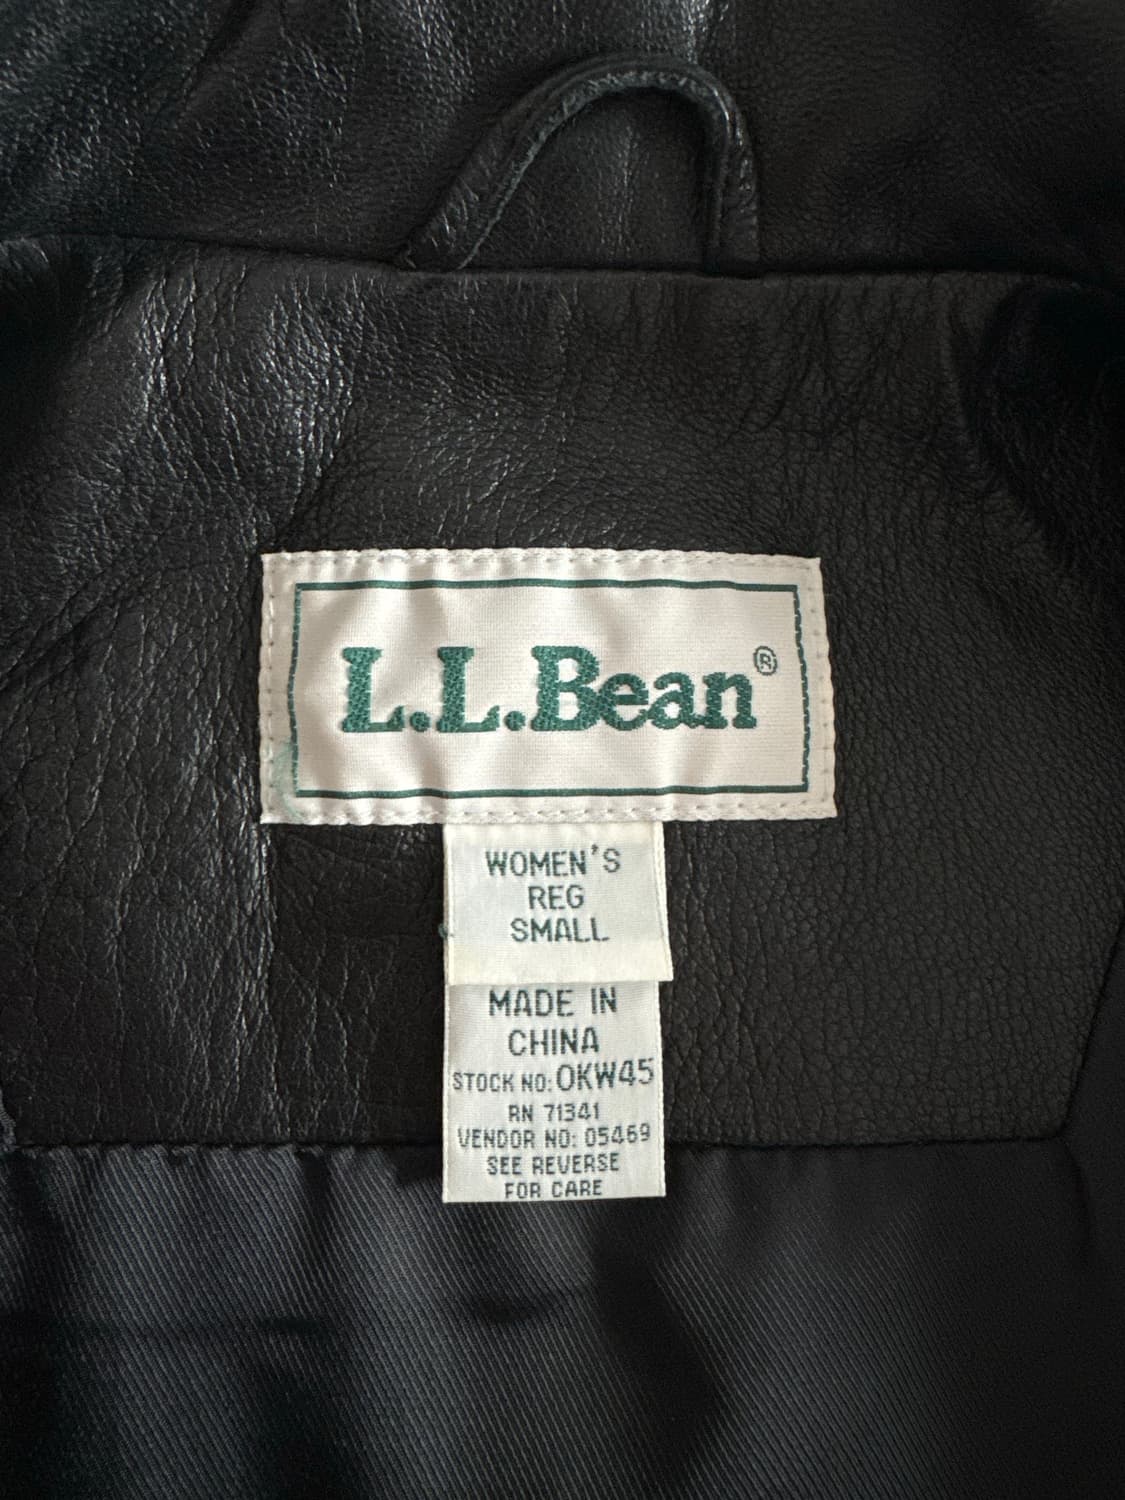 L.L.Bean®
WOMEN'S
REG
SMALL
MADE IN
CHINA
STOCK NO: OKW45
RN 71341
VENDOR NO: 05469
SEE REVERSE
FOR CARE